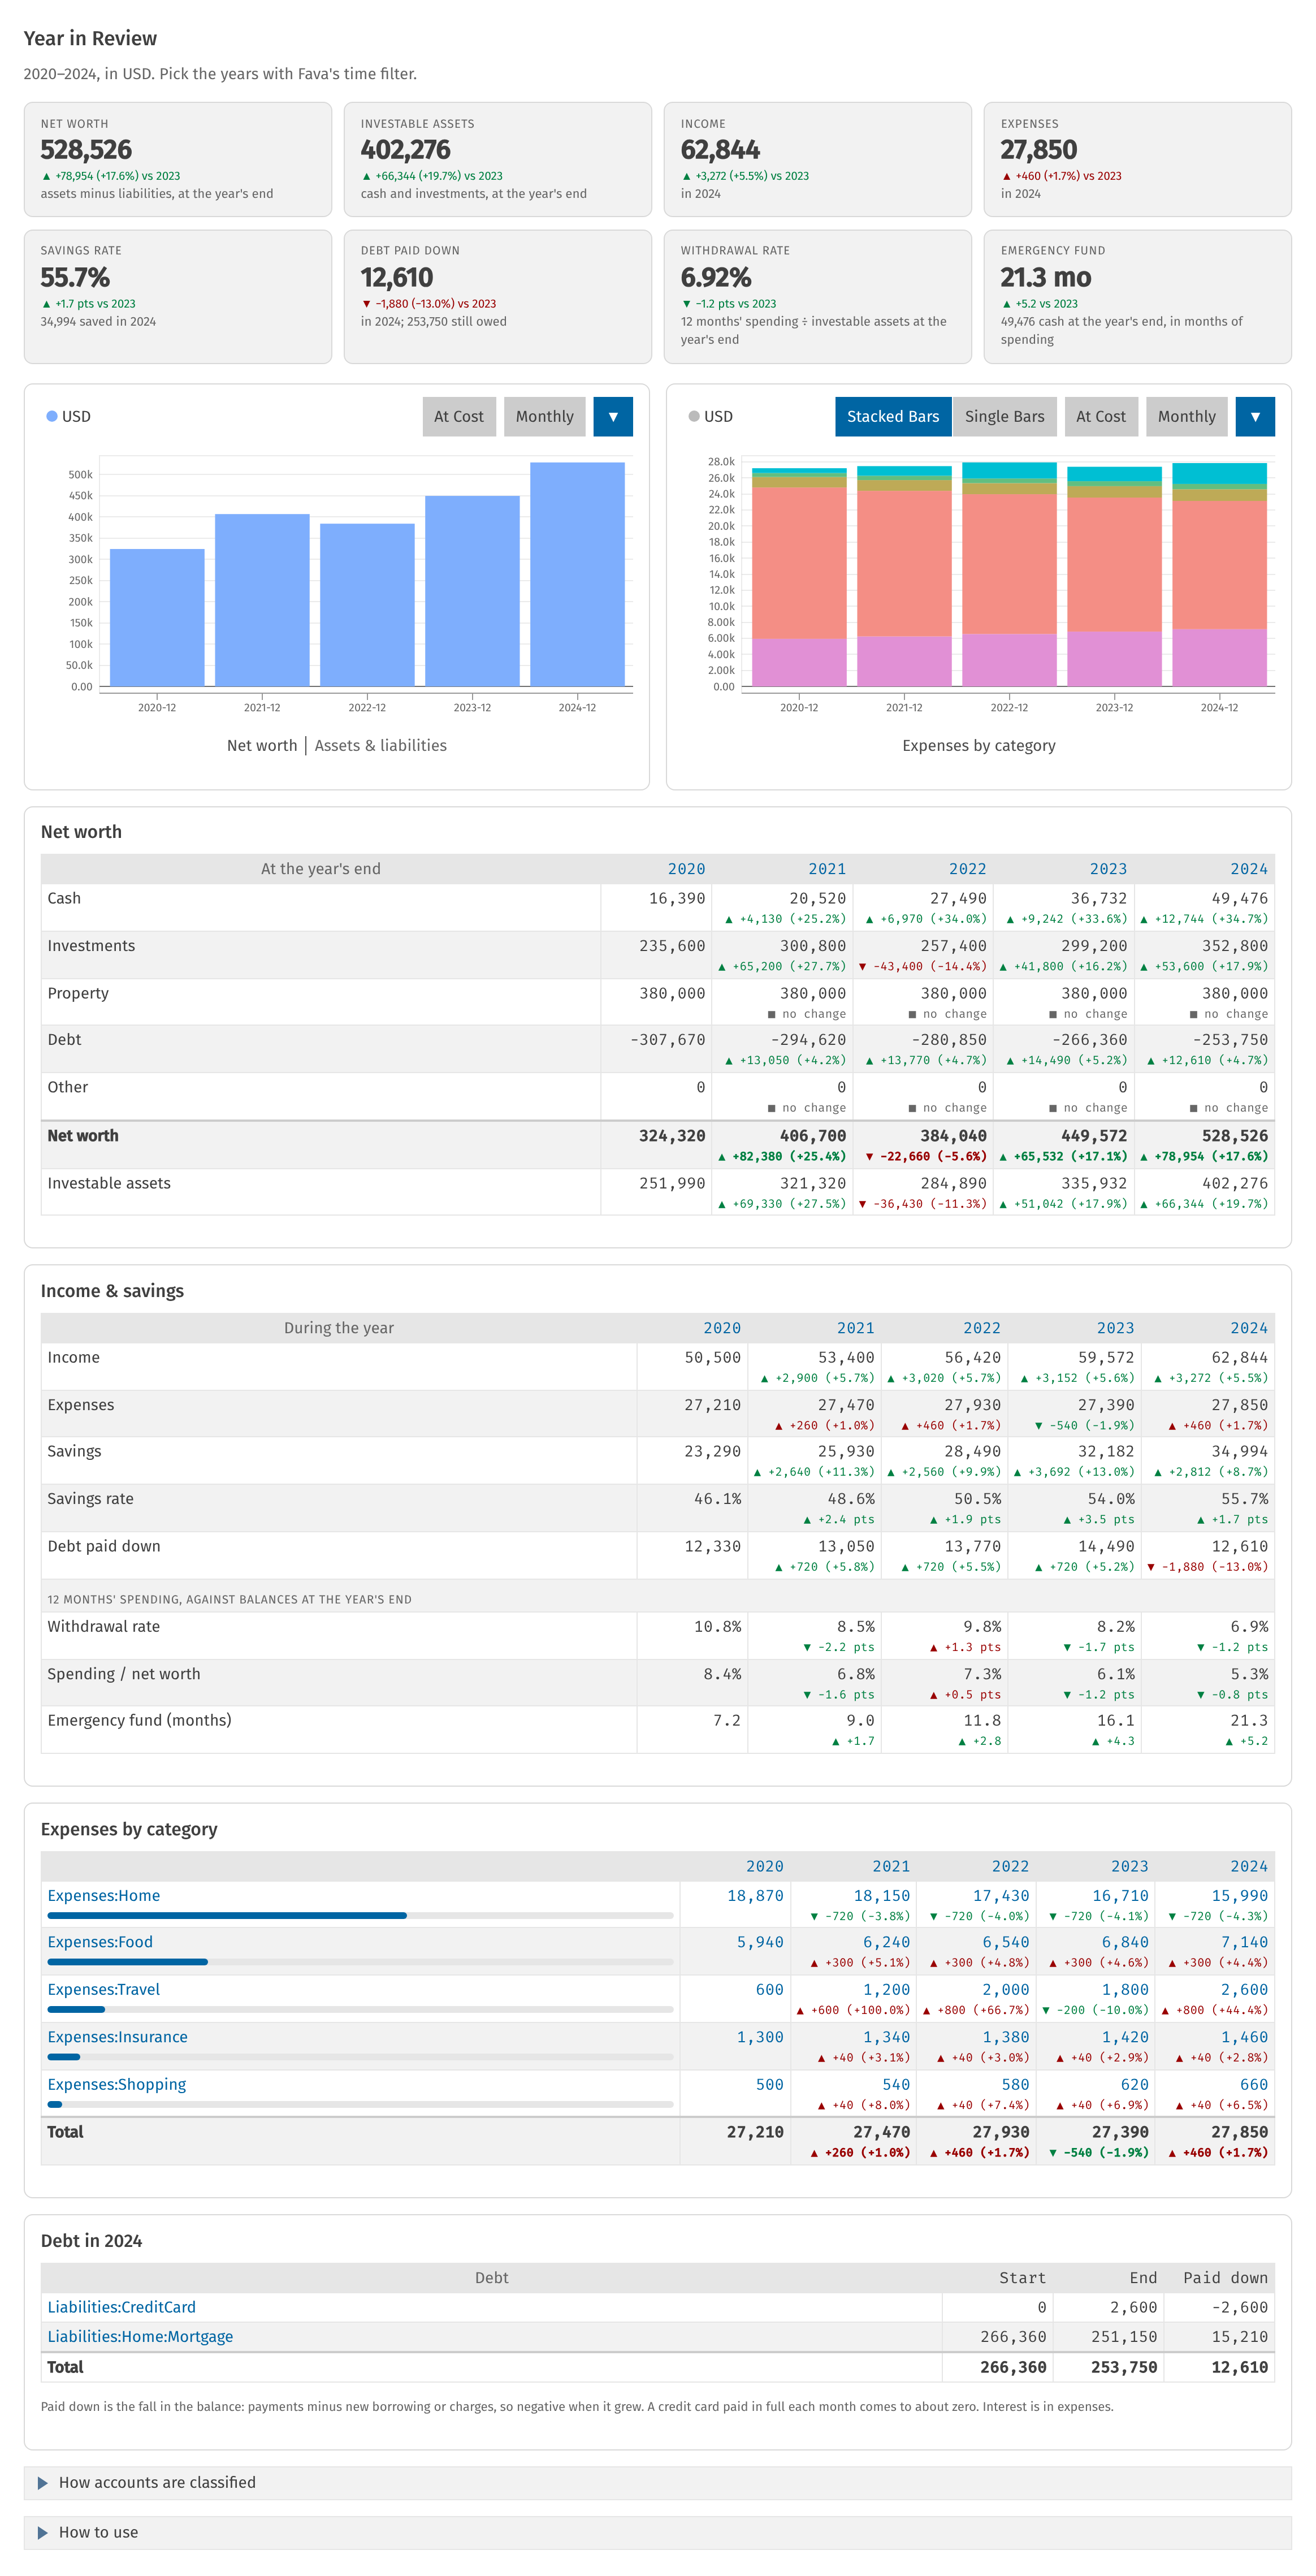 Year in Review
2020–2024, in USD. Pick the years with Fava's time filter.
NET WORTH
528,526
▲ +78,954 (+17.6%) vs 2023
assets minus liabilities, at the year's end
INVESTABLE ASSETS
402,276
▲ +66,344 (+19.7%) vs 2023
cash and investments, at the year's end
INCOME
62,844
▲ +3,272 (+5.5%) vs 2023
in 2024
EXPENSES
27,850
▲ +460 (+1.7%) vs 2023
in 2024
SAVINGS RATE
55.7%
▲ +1.7 pts vs 2023
34,994 saved in 2024
DEBT PAID DOWN
12,610
▼ −1,880 (−13.0%) vs 2023
in 2024; 253,750 still owed
WITHDRAWAL RATE
6.92%
▼ −1.2 pts vs 2023
12 months' spending ÷ investable assets at the
year's end
EMERGENCY FUND
21.3 mo
▲ +5.2 vs 2023
49,476 cash at the year's end, in months of
spending
USD At Cost Monthly ▼
500k
450k
400k
350k
300k
250k
200k
150k
100k
50.0k
0.00
2020-12 2021-12 2022-12 2023-12 2024-12
Net worth | Assets & liabilities
USD Stacked Bars Single Bars At Cost Monthly ▼
28.0k
26.0k
24.0k
22.0k
20.0k
18.0k
16.0k
14.0k
12.0k
10.0k
8.00k
6.00k
4.00k
2.00k
0.00
2020-12 2021-12 2022-12 2023-12 2024-12
Expenses by category
Net worth
At the year's end 2020 2021 2022 2023 2024
Cash 16,390 20,520 27,490 36,732 49,476
▲ +4,130 (+25.2%) ▲ +6,970 (+34.0%) ▲ +9,242 (+33.6%) ▲ +12,744 (+34.7%)
Investments 235,600 300,800 257,400 299,200 352,800
▲ +65,200 (+27.7%) ▼ −43,400 (−14.4%) ▲ +41,800 (+16.2%) ▲ +53,600 (+17.9%)
Property 380,000 380,000 380,000 380,000 380,000
■ no change ■ no change ■ no change ■ no change
Debt -307,670 -294,620 -280,850 -266,360 -253,750
▲ +13,050 (+4.2%) ▲ +13,770 (+4.7%) ▲ +14,490 (+5.2%) ▲ +12,610 (+4.7%)
Other 0 0 0 0 0
■ no change ■ no change ■ no change ■ no change
Net worth 324,320 406,700 384,040 449,572 528,526
▲ +82,380 (+25.4%) ▼ −22,660 (−5.6%) ▲ +65,532 (+17.1%) ▲ +78,954 (+17.6%)
Investable assets 251,990 321,320 284,890 335,932 402,276
▲ +69,330 (+27.5%) ▼ −36,430 (−11.3%) ▲ +51,042 (+17.9%) ▲ +66,344 (+19.7%)
Income & savings
During the year 2020 2021 2022 2023 2024
Income 50,500 53,400 56,420 59,572 62,844
▲ +2,900 (+5.7%) ▲ +3,020 (+5.7%) ▲ +3,152 (+5.6%) ▲ +3,272 (+5.5%)
Expenses 27,210 27,470 27,930 27,390 27,850
▲ +260 (+1.0%) ▲ +460 (+1.7%) ▼ −540 (−1.9%) ▲ +460 (+1.7%)
Savings 23,290 25,930 28,490 32,182 34,994
▲ +2,640 (+11.3%) ▲ +2,560 (+9.9%) ▲ +3,692 (+13.0%) ▲ +2,812 (+8.7%)
Savings rate 46.1% 48.6% 50.5% 54.0% 55.7%
▲ +2.4 pts ▲ +1.9 pts ▲ +3.5 pts ▲ +1.7 pts
Debt paid down 12,330 13,050 13,770 14,490 12,610
▲ +720 (+5.8%) ▲ +720 (+5.5%) ▲ +720 (+5.2%) ▼ −1,880 (−13.0%)
12 MONTHS' SPENDING, AGAINST BALANCES AT THE YEAR'S END
Withdrawal rate 10.8% 8.5% 9.8% 8.2% 6.9%
▼ −2.2 pts ▲ +1.3 pts ▼ −1.7 pts ▼ −1.2 pts
Spending / net worth 8.4% 6.8% 7.3% 6.1% 5.3%
▼ −1.6 pts ▲ +0.5 pts ▼ −1.2 pts ▼ −0.8 pts
Emergency fund (months) 7.2 9.0 11.8 16.1 21.3
▲ +1.7 ▲ +2.8 ▲ +4.3 ▲ +5.2
Expenses by category
2020 2021 2022 2023 2024
Expenses:Home 18,870 18,150 17,430 16,710 15,990
▼ −720 (−3.8%) ▼ −720 (−4.0%) ▼ −720 (−4.1%) ▼ −720 (−4.3%)
Expenses:Food 5,940 6,240 6,540 6,840 7,140
▲ +300 (+5.1%) ▲ +300 (+4.8%) ▲ +300 (+4.6%) ▲ +300 (+4.4%)
Expenses:Travel 600 1,200 2,000 1,800 2,600
▲ +600 (+100.0%) ▲ +800 (+66.7%) ▼ −200 (−10.0%) ▲ +800 (+44.4%)
Expenses:Insurance 1,300 1,340 1,380 1,420 1,460
▲ +40 (+3.1%) ▲ +40 (+3.0%) ▲ +40 (+2.9%) ▲ +40 (+2.8%)
Expenses:Shopping 500 540 580 620 660
▲ +40 (+8.0%) ▲ +40 (+7.4%) ▲ +40 (+6.9%) ▲ +40 (+6.5%)
Total 27,210 27,470 27,930 27,390 27,850
▲ +260 (+1.0%) ▲ +460 (+1.7%) ▼ −540 (−1.9%) ▲ +460 (+1.7%)
Debt in 2024
Debt Start End Paid down
Liabilities:CreditCard 0 2,600 -2,600
Liabilities:Home:Mortgage 266,360 251,150 15,210
Total 266,360 253,750 12,610
Paid down is the fall in the balance: payments minus new borrowing or charges, so negative when it grew. A credit card paid in full each month comes to about zero. Interest is in expenses.
How accounts are classified
How to use